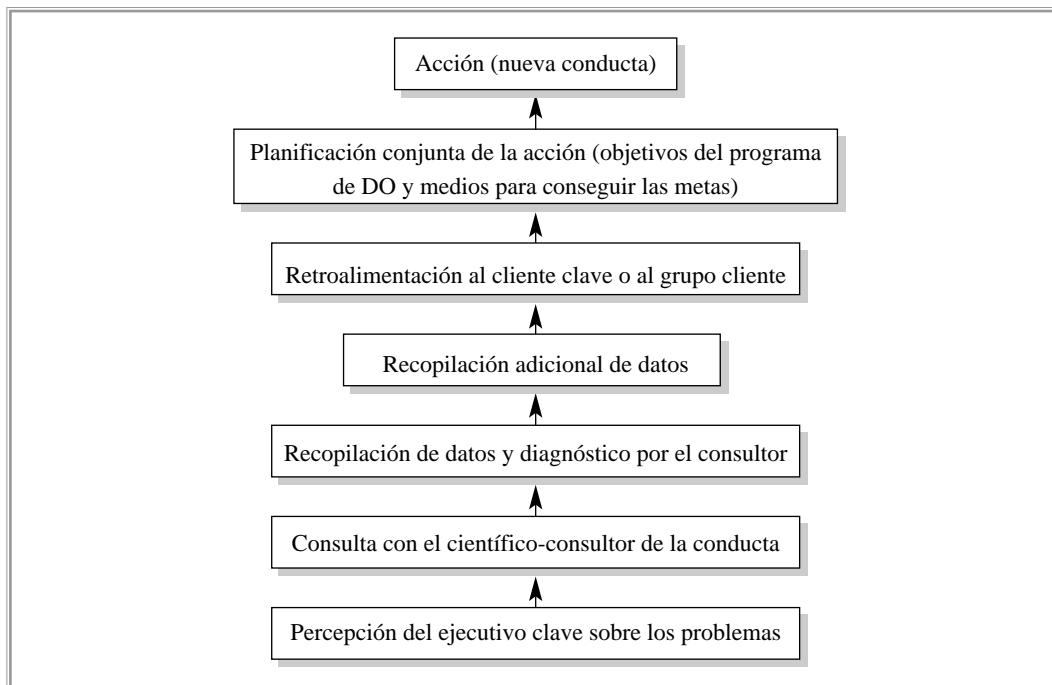 Acción (nueva conducta)
Planificación conjunta de la acción (objetivos del programa
de DO y medios para conseguir las metas)
Retroalimentación al cliente clave o al grupo cliente
Recopilación adicional de datos
Recopilación de datos y diagnóstico por el consultor
Consulta con el científico-consultor de la conducta
Percepción del ejecutivo clave sobre los problemas